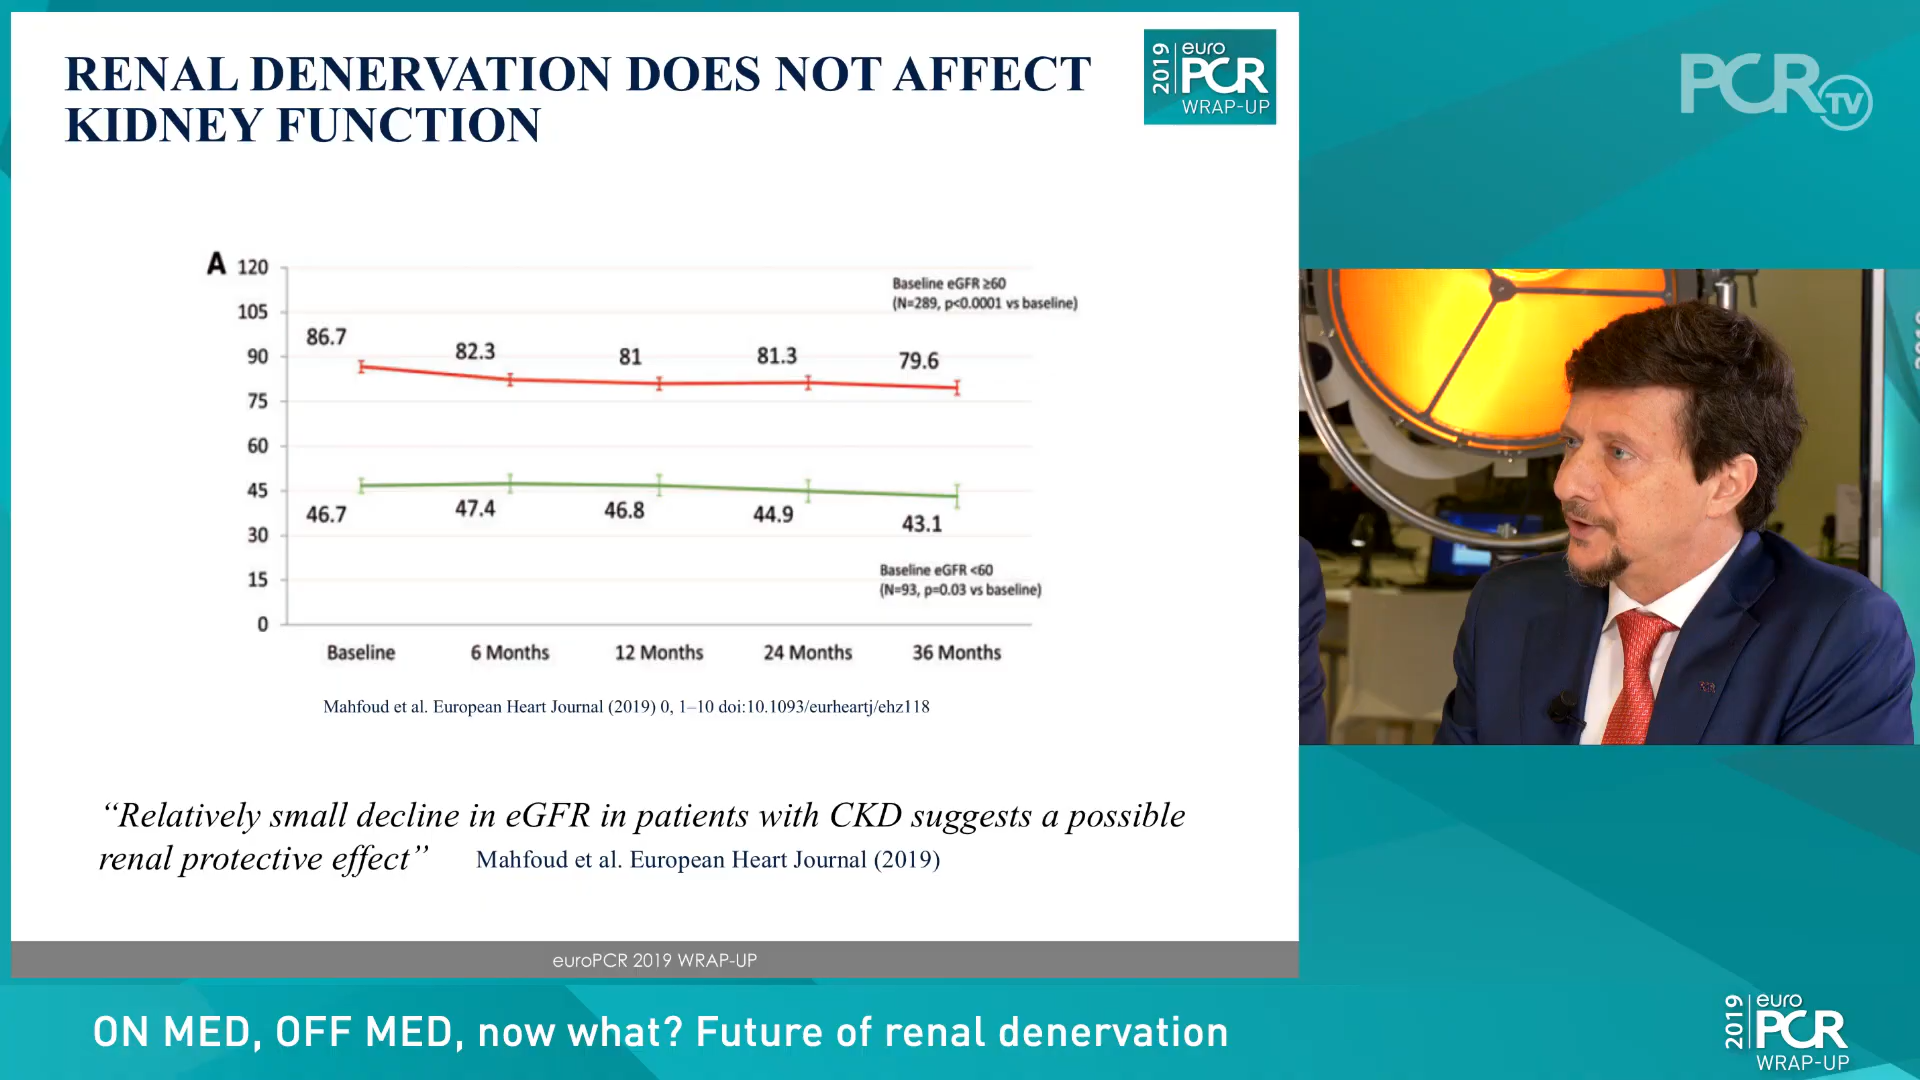 RENAL DENERVATION DOES NOT AFFECT
KIDNEY FUNCTION
2019
euro
PCR
WRAP-UP
PCR TV
A
120
105
90
75
60
45
30
15
0
Baseline eGFR ≥60
(N=289, p<0.0001 vs baseline)
86.7
82.3
81
81.3
79.6
46.7
47.4
46.8
44.9
43.1
Baseline eGFR <60
(N=93, p=0.03 vs baseline)
Baseline 6 Months 12 Months 24 Months 36 Months
Mahfoud et al. European Heart Journal (2019) 0, 1–10 doi:10.1093/eurheartj/ehz118
“Relatively small decline in eGFR in patients with CKD suggests a possible
renal protective effect” Mahfoud et al. European Heart Journal (2019)
euroPCR 2019 WRAP-UP
ON MED, OFF MED, now what? Future of renal denervation
2019
euro
PCR
WRAP-UP